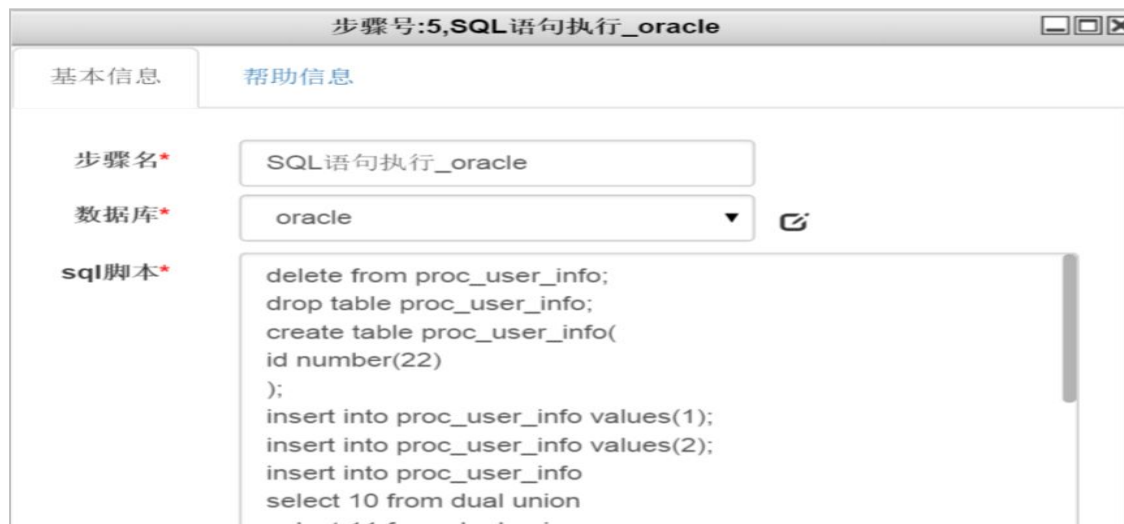 步骤号:5,SQL语句执行_oracle
基本信息 帮助信息
步骤名* SQL语句执行_oracle
数据库* oracle
sql脚本* delete from proc_user_info;
drop table proc_user_info;
create table proc_user_info(
id number(22)
);
insert into proc_user_info values(1);
insert into proc_user_info values(2);
insert into proc_user_info
select 10 from dual union